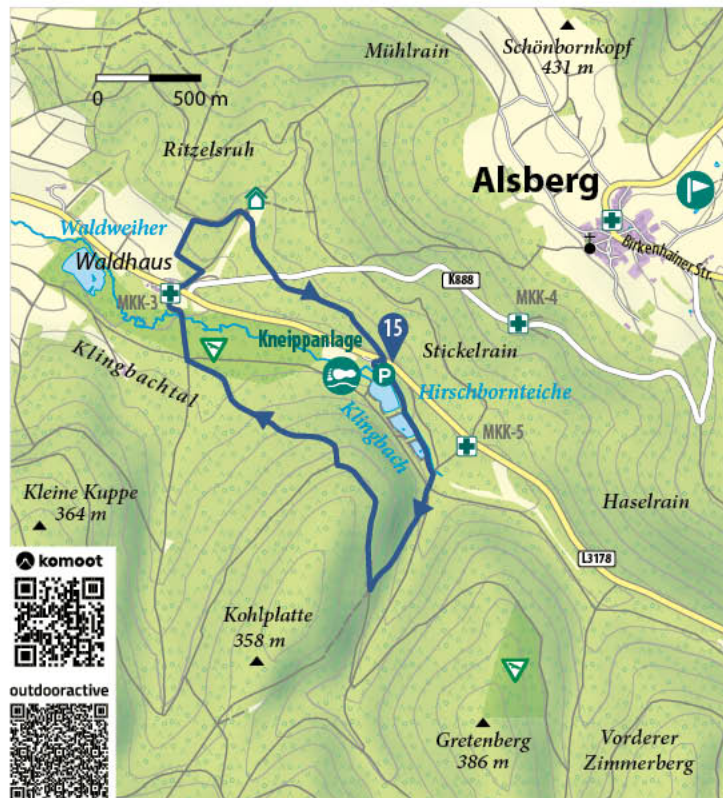 Mühlrain
Schönbornkopf
431 m
0 500 m
Ritzelsruh
Alsberg
Waldweiher
Waldhaus
Birkenhainer Str.
K888
MKK-3
MKK-4
15
Kneippanlage
P
Stickelrain
Klingbachtal
Hirschbornteiche
Klingbach
MKK-5
Kleine Kuppe
364 m
Haselrain
komoot
L3178
Kohlplatte
358 m
outdooractive
Gretenberg
386 m
Vorderer
Zimmerberg